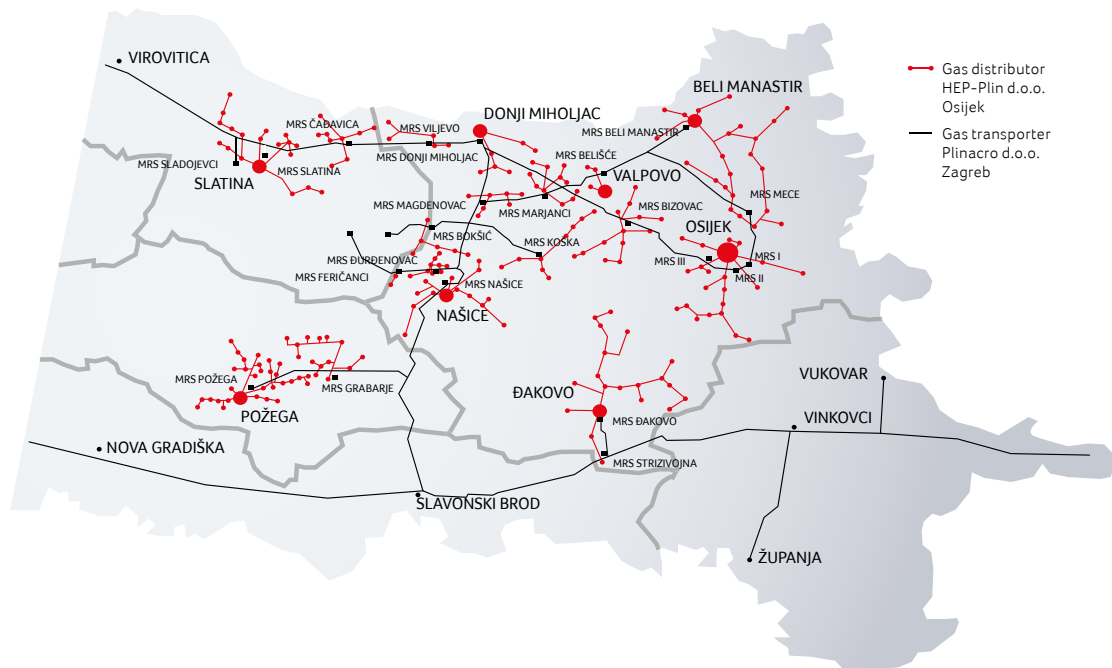 VIROVITICA
BELI MANASTIR
Gas distributor
HEP-Plin d.o.o.
Osijek
Gas transporter
Plinacro d.o.o.
Zagreb
DONJI MIHOLJAC
MRS ČAĐAVICA
MRS VILJEVO
MRS BELI MANASTIR
MRS SLADOJEVCI
MRS SLATINA
MRS DONJI MIHOLJAC
MRS BELIŠĆE
SLATINA
VALPOVO
MRS MECE
MRS MAGDENOVAC
MRS MARJANCI
MRS BIZOVAC
OSIJEK
MRS BOKŠIĆ
MRS KOSKA
MRS ĐURĐENOVAC
MRS III
MRS I
MRS FERIČANCI
MRS NAŠICE
MRS II
NAŠICE
MRS POŽEGA
MRS GRABARJE
VUKOVAR
ĐAKOVO
POŽEGA
MRS ĐAKOVO
VINKOVCI
NOVA GRADIŠKA
MRS STRIZIVOJNA
SLAVONSKI BROD
ŽUPANJA